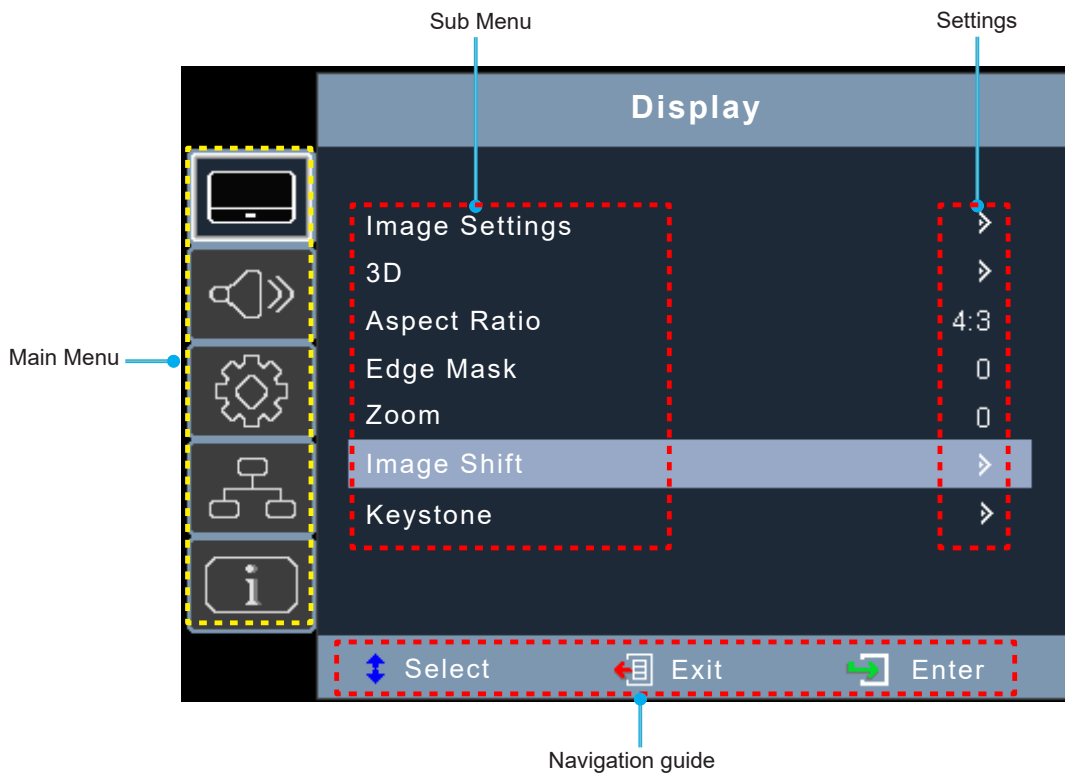 Sub Menu
Settings
Display
Image Settings
3D
Aspect Ratio 4:3
Edge Mask 0
Zoom 0
Main Menu
Image Shift
Keystone
i
Select Exit Enter
Navigation guide